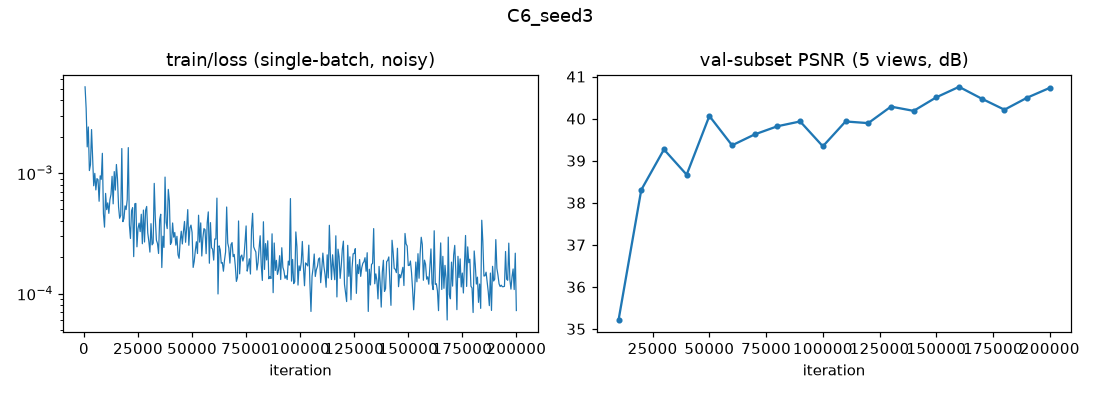 C6_seed3
train/loss (single-batch, noisy)
10⁻³
10⁻⁴
0 25000 50000 75000 100000 125000 150000 175000 200000
iteration
val-subset PSNR (5 views, dB)
41
40
39
38
37
36
35
25000 50000 75000 100000 125000 150000 175000 200000
iteration